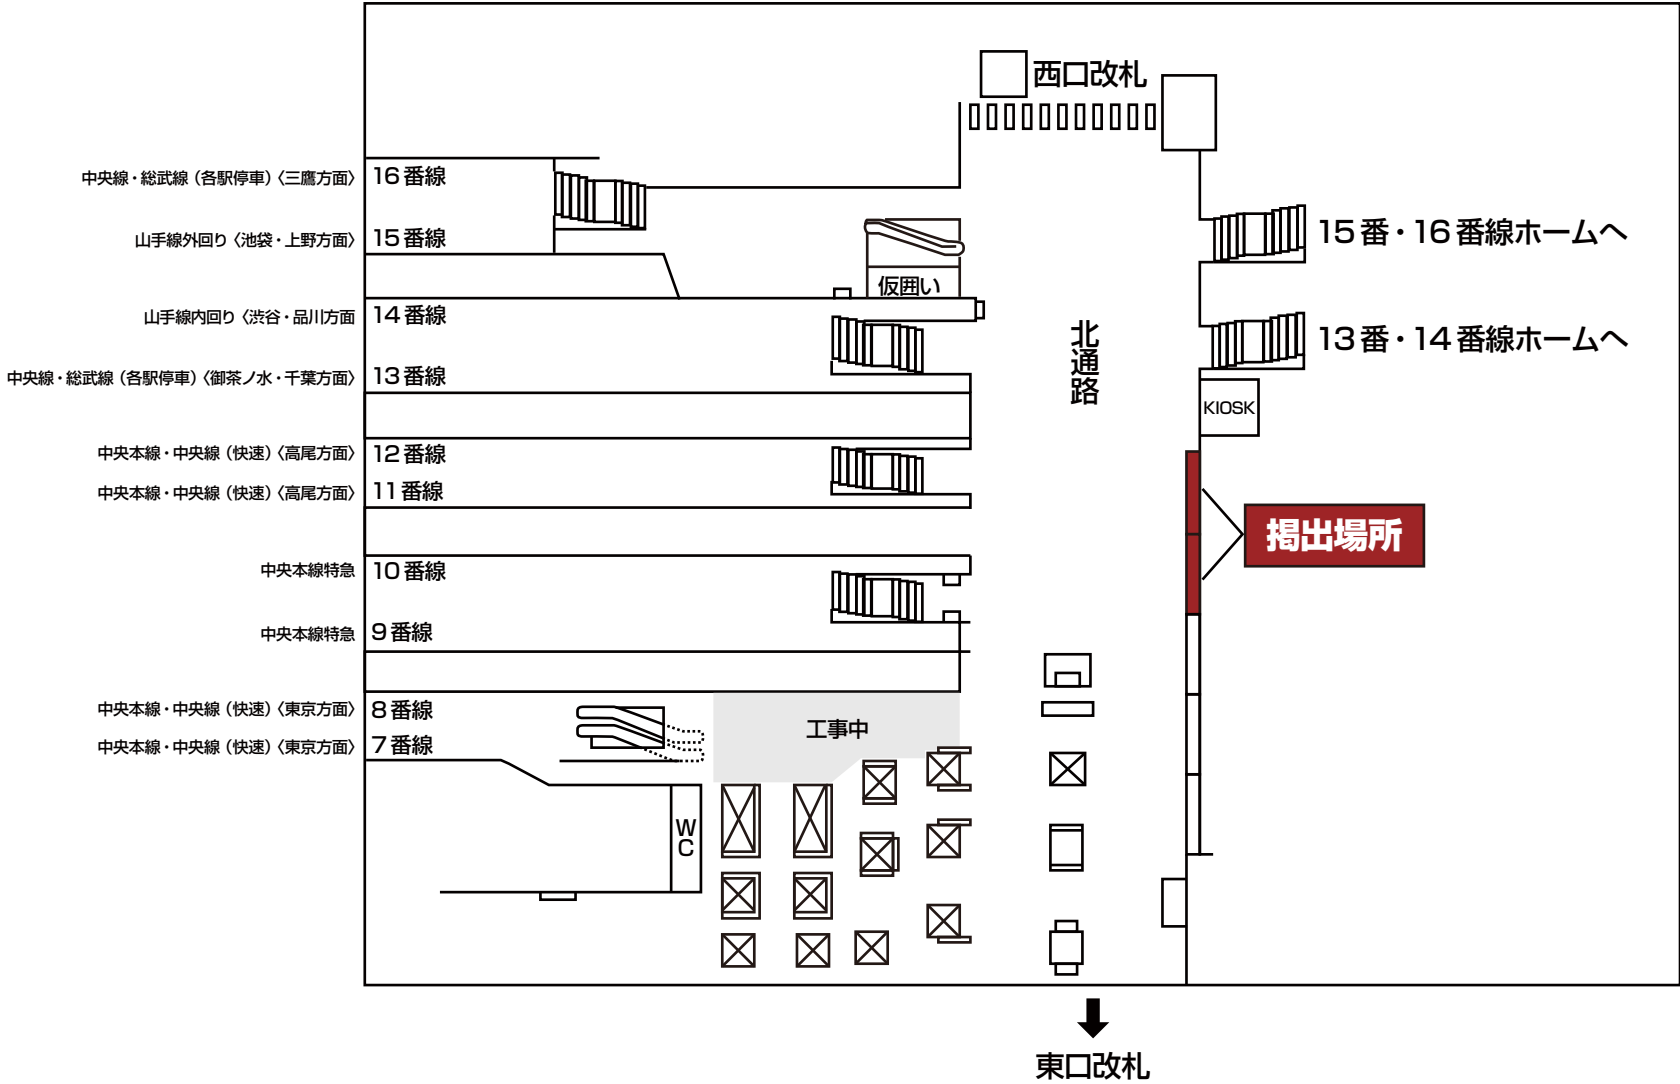 西口改札
中央線・総武線（各駅停車）〈三鷹方面〉 16番線
山手線外回り〈池袋・上野方面〉 15番線
15番・16番線ホームへ
仮囲い
山手線内回り〈渋谷・品川方面 14番線
13番・14番線ホームへ
中央線・総武線（各駅停車）〈御茶ノ水・千葉方面〉 13番線
北通路
KIOSK
中央本線・中央線（快速）〈高尾方面〉 12番線
中央本線・中央線（快速）〈高尾方面〉 11番線
掲出場所
中央本線特急 10番線
中央本線特急 9番線
中央本線・中央線（快速）〈東京方面〉 8番線
工事中
中央本線・中央線（快速）〈東京方面〉 7番線
WC
東口改札